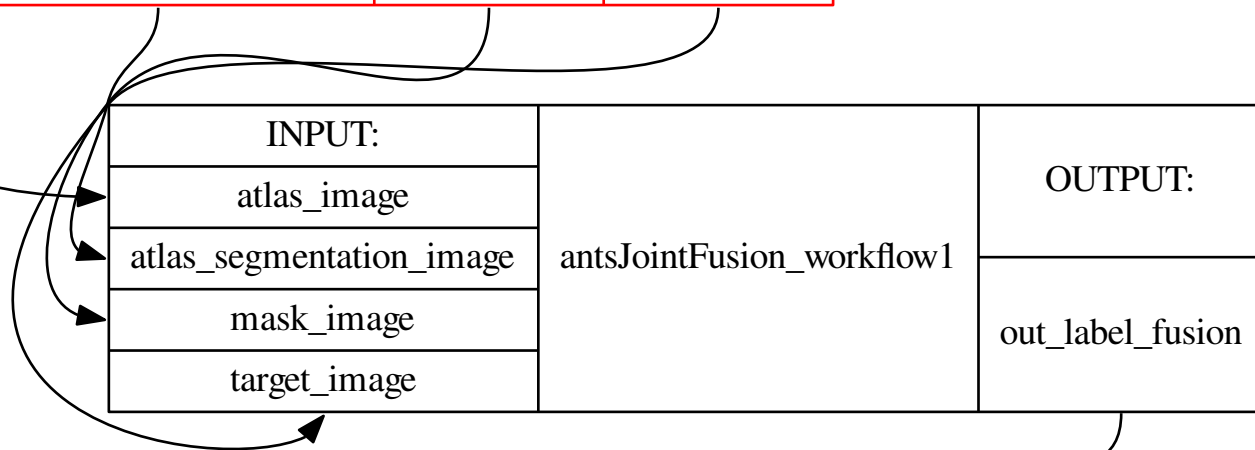 INPUT:
atlas_image
atlas_segmentation_image
mask_image
target_image
antsJointFusion_workflow1
OUTPUT:
out_label_fusion